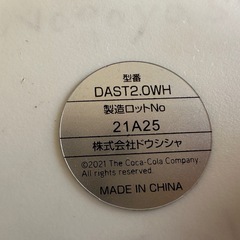 型番
DAST2.0WH
製造ロットNo
21A25
株式会社ドウシシャ
©2021 The Coca-Cola Company
All rights reserved.
MADE IN CHINA